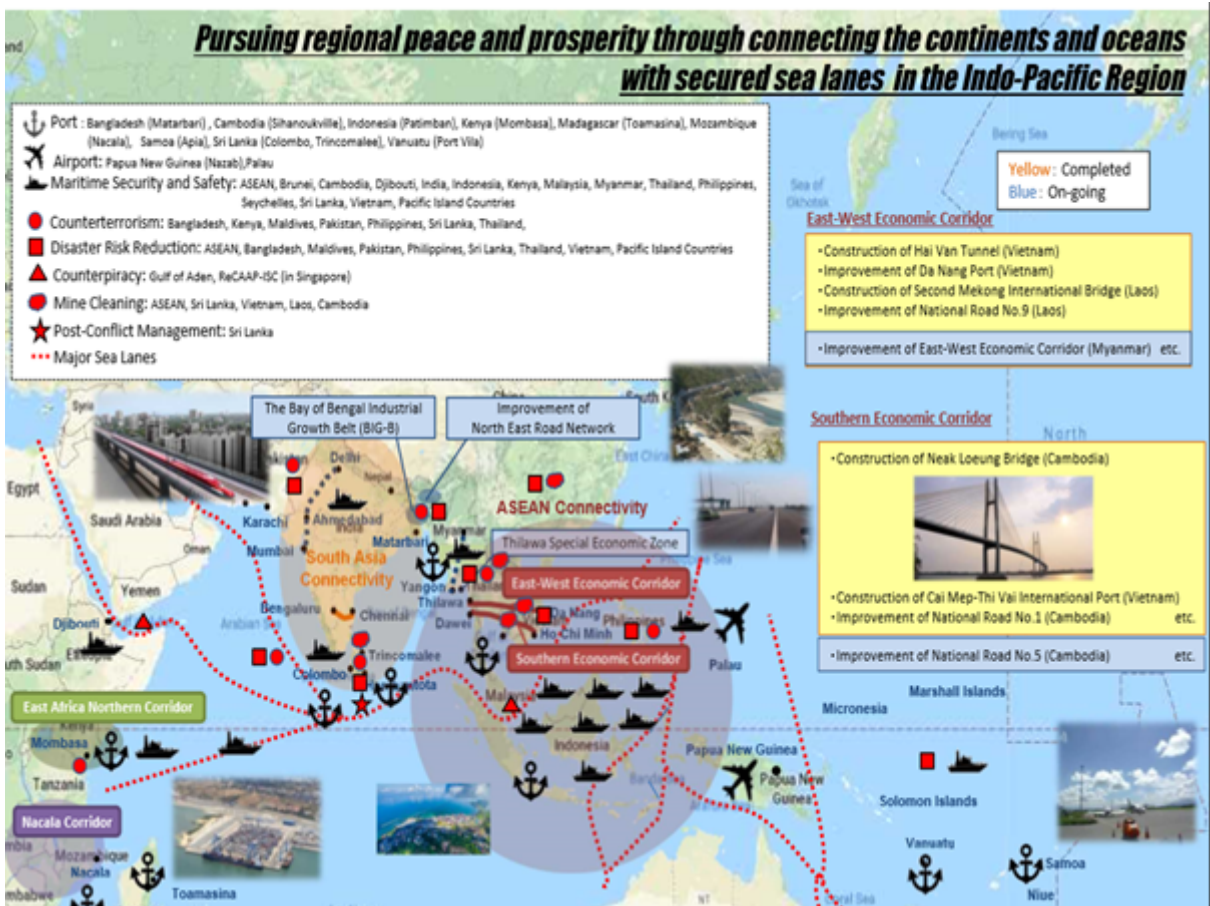 Pursuing regional peace and prosperity through connecting the continents and oceans
with secured sea lanes in the Indo-Pacific Region
Port : Bangladesh (Matarbari) , Cambodia (Sihanoukville), Indonesia (Patimban), Kenya (Mombasa), Madagascar (Toamasina), Mozambique
(Nacala), Samoa (Apia), Sri Lanka (Colombo, Trincomalee), Vanuatu (Port Vila)
Airport: Papua New Guinea (Nazab),Palau
Maritime Security and Safety: ASEAN, Brunei, Cambodia, Djibouti, India, Indonesia, Kenya, Malaysia, Myanmar, Thailand, Philippines,
Seychelles, Sri Lanka, Vietnam, Pacific Island Countries
Counterterrorism: Bangladesh, Kenya, Maldives, Pakistan, Philippines, Sri Lanka, Thailand,
Disaster Risk Reduction: ASEAN, Bangladesh, Maldives, Pakistan, Philippines, Sri Lanka, Thailand, Vietnam, Pacific Island Countries
Counterpiracy: Gulf of Aden, ReCAAP-ISC (in Singapore)
Mine Cleaning: ASEAN, Sri Lanka, Vietnam, Laos, Cambodia
Post-Conflict Management: Sri Lanka
Major Sea Lanes
Bering Sea
Sea of
Okhotsk
Yellow : Completed
Blue : On-going
East-West Economic Corridor
・Construction of Hai Van Tunnel (Vietnam)
・Improvement of Da Nang Port (Vietnam)
・Construction of Second Mekong International Bridge (Laos)
・Improvement of National Road No.9 (Laos)
・Improvement of East-West Economic Corridor (Myanmar) etc.
Southern Economic Corridor
・Construction of Neak Loeung Bridge (Cambodia)
・Construction of Cai Mep-Thi Vai International Port (Vietnam)
・Improvement of National Road No.1 (Cambodia) etc.
・Improvement of National Road No.5 (Cambodia) etc.
North
The Bay of Bengal Industrial
Growth Belt (BIG-B)
Improvement of
North East Road Network
China
Syria
Delhi
Nepal
East China
Egypt
Saudi Arabia
Oman
Karachi
Ahmedabad
India
Mumbai
Matarbari
Myanmar
ASEAN Connectivity
Thilawa Special Economic Zone
South Asia
Connectivity
Sudan
Yemen
Yangon
Thilawa
Dawei
East-West Economic Corridor
Bengaluru
Chennai
Da Nang
Philippines
Ho Chi Minh
Djibouti
Arabian Sea
Ethiopia
South Sudan
Trincomalee
Colombo
Southern Economic Corridor
Palau
Malaysia
Marshall Islands
Micronesia
East Africa Northern Corridor
Kenya
Mombasa
Tanzania
Indonesia
Papua New Guinea
Papua New
Guinea
Solomon Islands
Nacala Corridor
Mozambique
Nacala
Toamasina
Vanuatu
Samoa
Niue
NT
Coral Sea